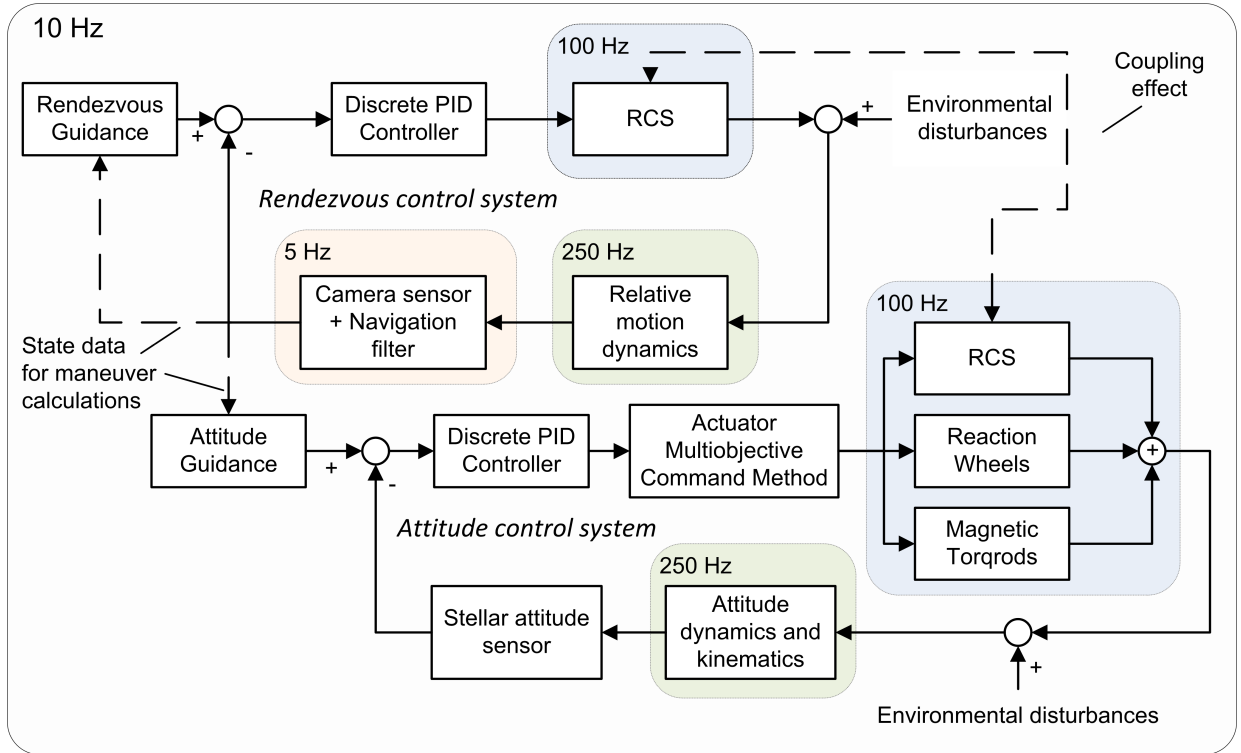 10 Hz
100 Hz
Coupling
effect
Rendezvous
Guidance
+
-
Discrete PID
Controller
RCS
+
Environmental
disturbances
Rendezvous control system
5 Hz
Camera sensor
+ Navigation
filter
250 Hz
Relative
motion
dynamics
State data
for maneuver
calculations
100 Hz
RCS
Reaction
Wheels
Magnetic
Torqrods
+
Attitude
Guidance
+
-
Discrete PID
Controller
Actuator
Multiobjective
Command Method
Attitude control system
250 Hz
Stellar attitude
sensor
Attitude
dynamics and
kinematics
+
Environmental disturbances